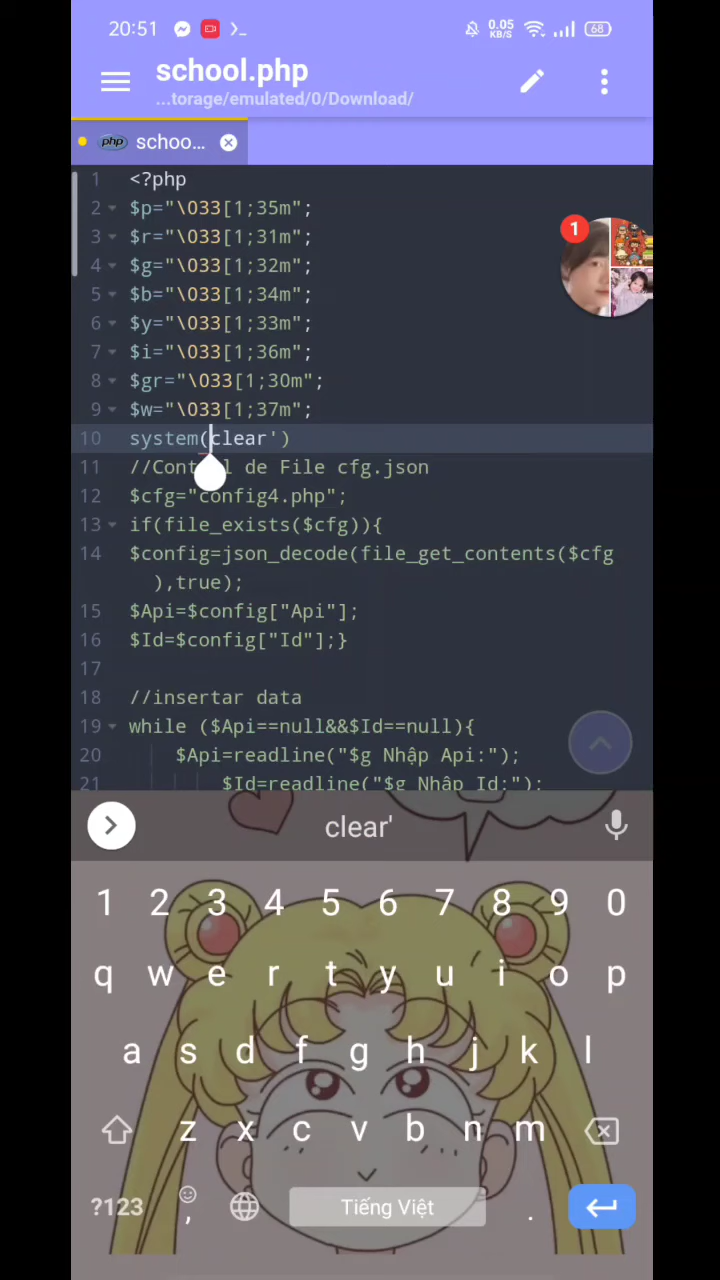 20:51
0.05
KB/S
68
school.php
...torage/emulated/0/Download/
php schoo...
1 <?php
2 $p="\033[1;35m";
3 $r="\033[1;31m";
4 $g="\033[1;32m";
5 $b="\033[1;34m";
6 $y="\033[1;33m";
7 $i="\033[1;36m";
8 $gr="\033[1;30m";
9 $w="\033[1;37m";
10 system(clear')
11 //Cont l de File cfg.json
12 $cfg="config4.php";
13 if(file_exists($cfg)){
14 $config=json_decode(file_get_contents($cfg
),true);
15 $Api=$config["Api"];
16 $Id=$config["Id"];}
17
18 //insertar data
19 while ($Api==null&&$Id==null){
20 $Api=readline("$g Nhập Api:");
21 $Id=readline("$g Nhập Id:");
1
clear'
1 2 3 4 5 6 7 8 9 0
q w e r t y u i o p
a s d f g h j k l
z x c v b n m
?123 , Tiếng Việt .